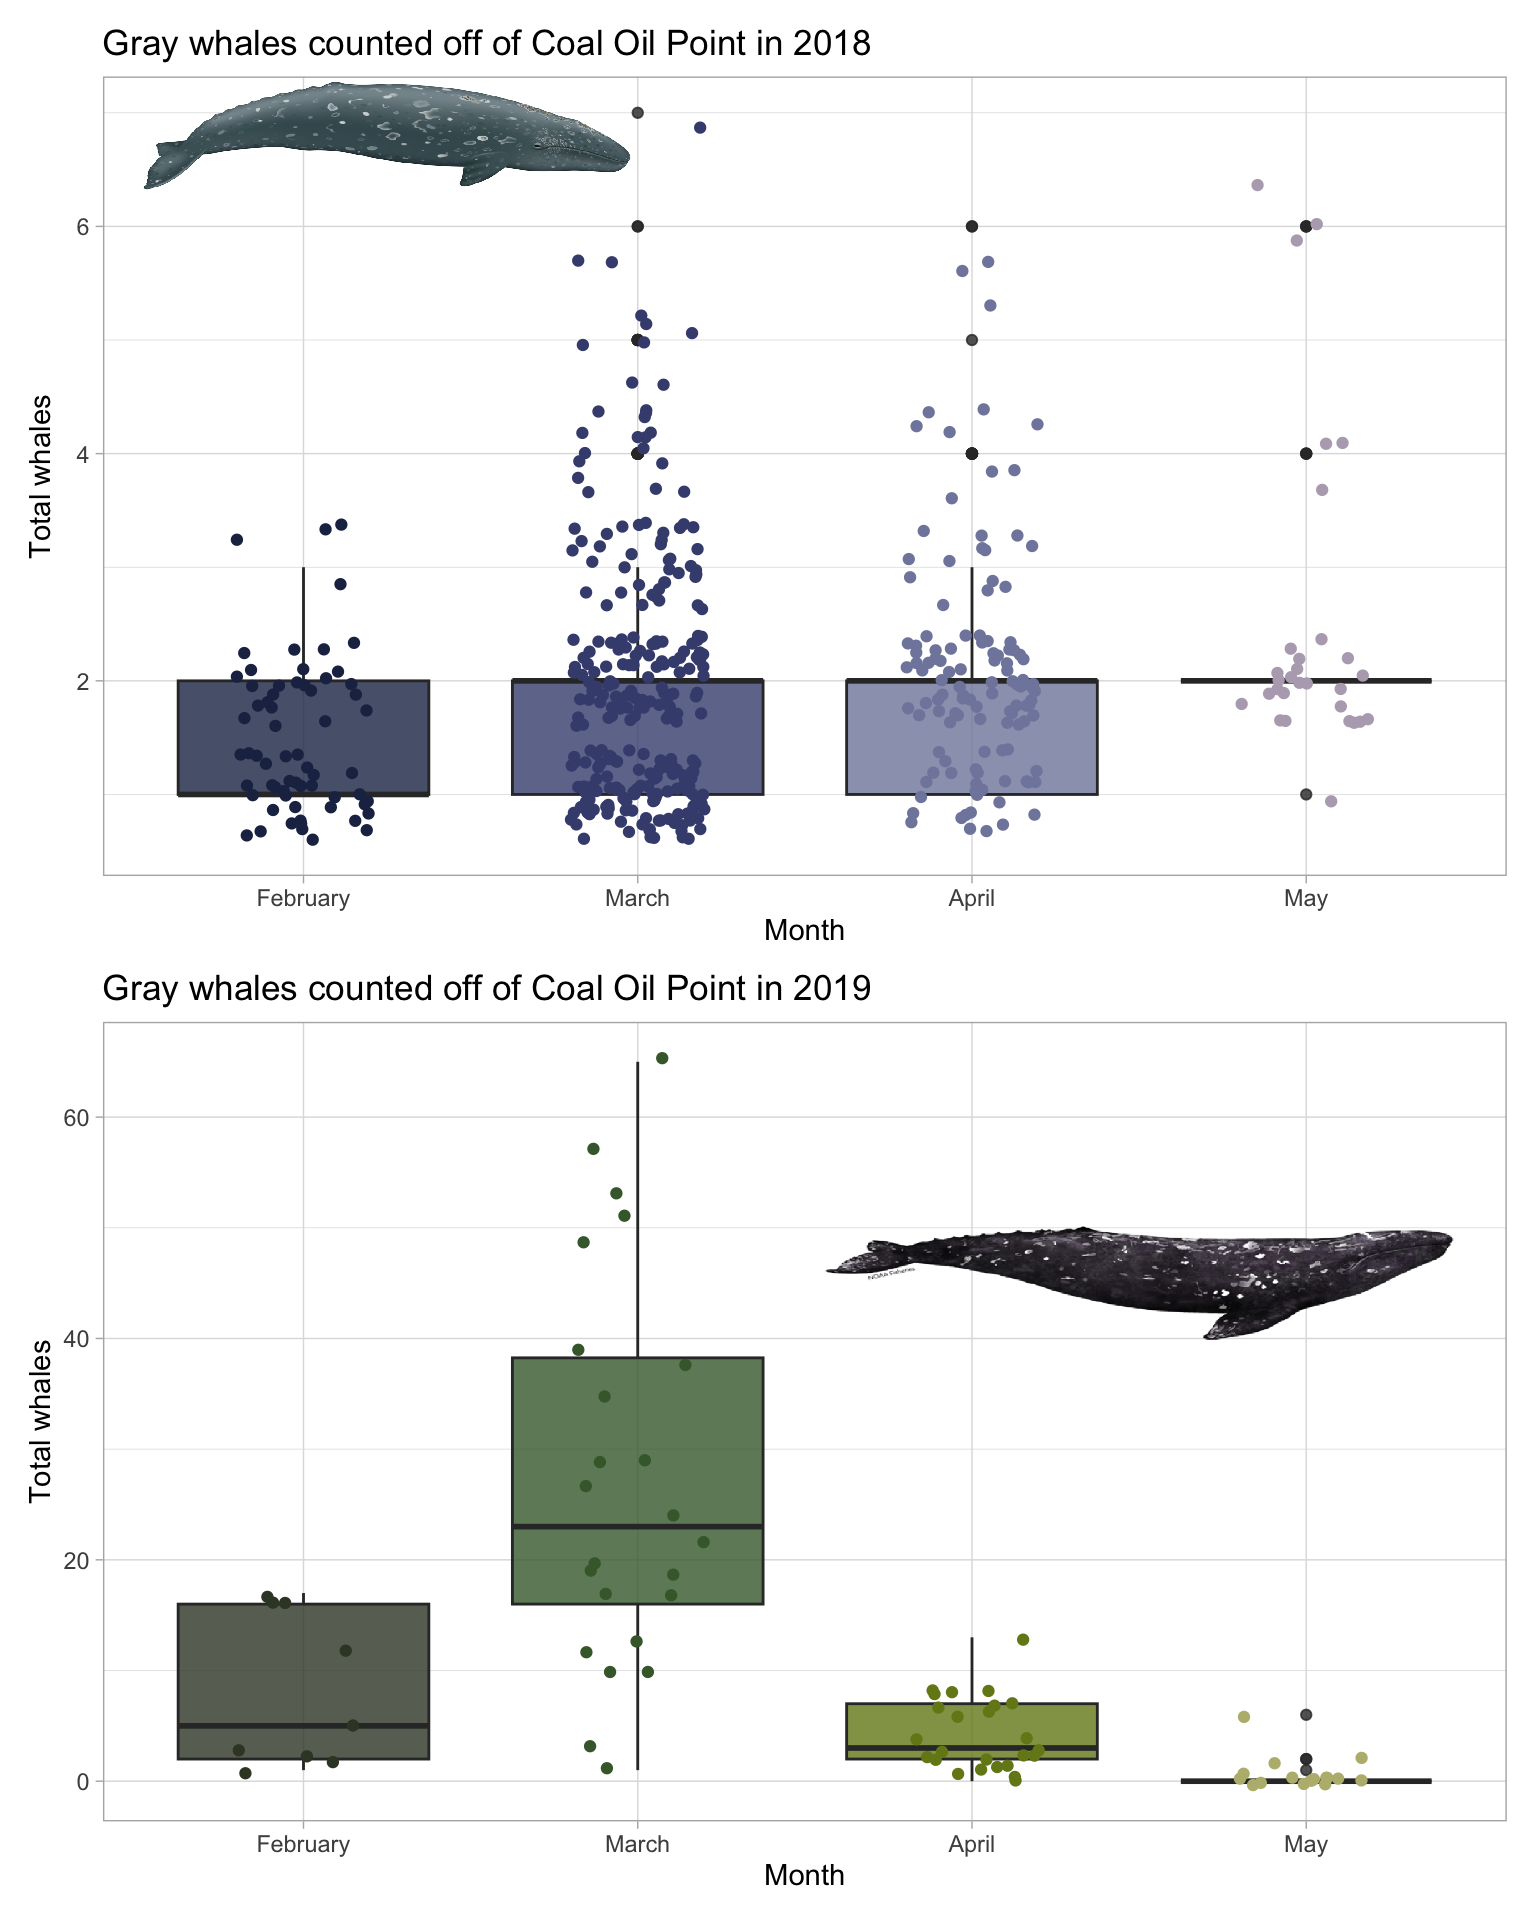 Gray whales counted off of Coal Oil Point in 2018
Total whales
6
4
2
February March April May
Month
Gray whales counted off of Coal Oil Point in 2019
Total whales
60
40
20
0
NOAA Fisheries
February March April May
Month